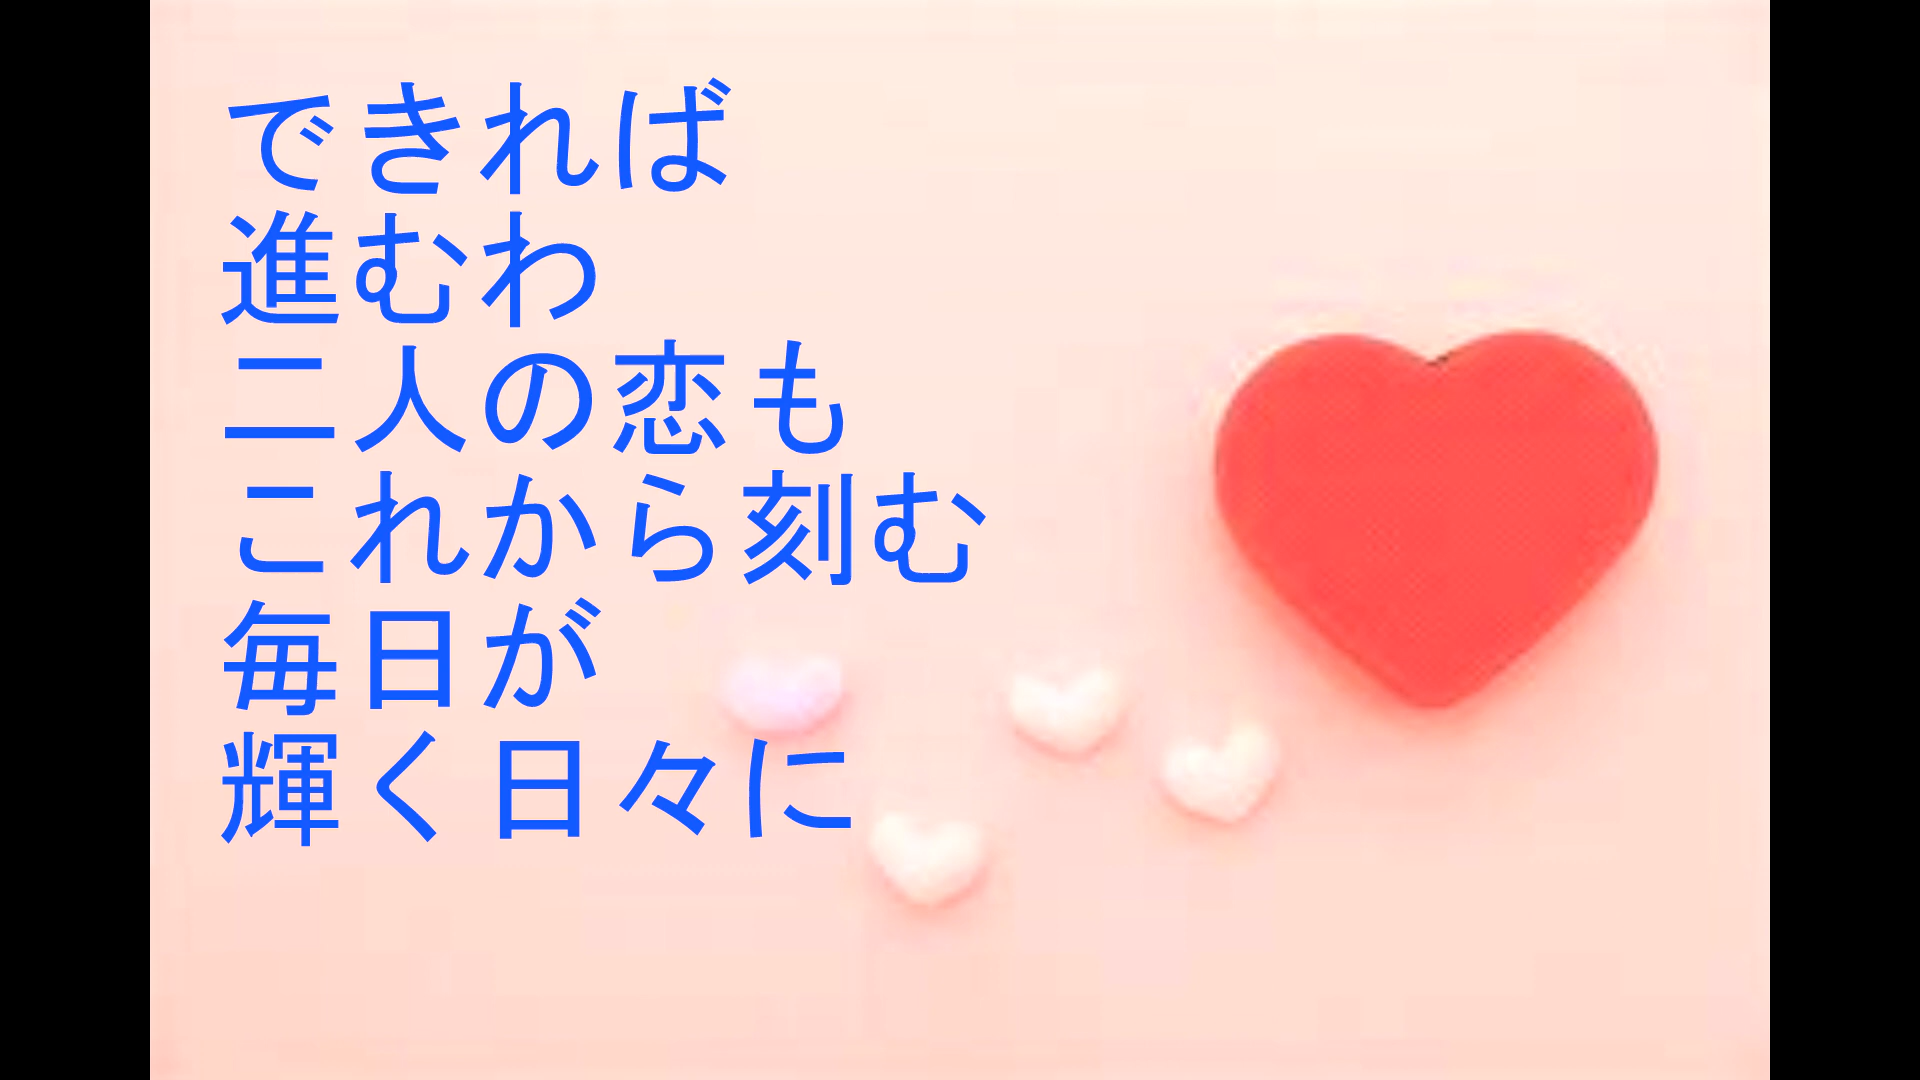 できれば
進むわ
二人の恋も
これから刻む
毎日が
輝く日々に